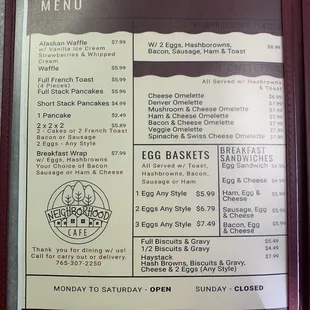 MENU
Alaskan Waffle $7.99
w/ Vanilla Ice Cream
Strawberries & Whipped
Cream
Waffle $5.99
Full French Toast $5.99
(4 Pieces)
Full Stack Pancakes $5.99
Short Stack Pancakes $4.99
1 Pancake $2.49
2 x 2 x 2 $5.89
2 - Cakes or 2 French Toast
Bacon or Sausage
2 Eggs - Any Style
Breakfast Wrap $7.99
w/ Eggs, Hashbrowns
Your Choice of Bacon
Sausage or Ham & Cheese
NEIGHBORHOOD
CAFE
Thank you for dining w/ us!
Call for carry out or delivery.
765-307-2250
W/ 2 Eggs, Hashborowns,
Bacon, Sausage, Ham & Toast
All Served w/ Hashbrowns
& Toast
Cheese Omelette
Denver Omelette
Mushroom & Cheese Omelette
Ham & Cheese Omelette
Bacon & Cheese Omelette
Veggie Omelette
Spinache & Swiss Omelette
EGG BASKETS
All Served w/ Toast,
Hashbrowns, Bacon,
Sausage or Ham
1 Egg Any Style $5.99
2 Eggs Any Style $6.79
3 Eggs Any Style $7.49
BREAKFAST
SANDWICHES
Egg Sandwich
Egg & Cheese
Ham, Egg &
Cheese
Sausage, Egg
& Cheese
Bacon, Egg
& Cheese
Full Biscuits & Gravy $5.49
1/2 Biscuits & Gravy $4.49
Haystack $7.99
Hash Browns, Biscuits & Gravy,
Cheese & 2 Eggs (Any Style)
MONDAY TO SATURDAY - OPEN SUNDAY - CLOSED